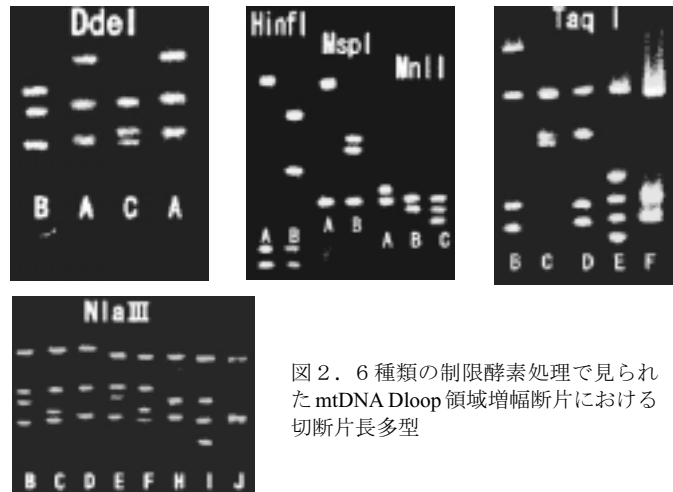 DdeI
B A C A
HinfI
MspI
MnlI
A B
A B
A B C
Taq I
B C D E F
NlaⅢ
B C D E F H I J
図２．６種類の制限酵素処理で見られ
たmtDNA Dloop領域増幅断片における
切断片長多型